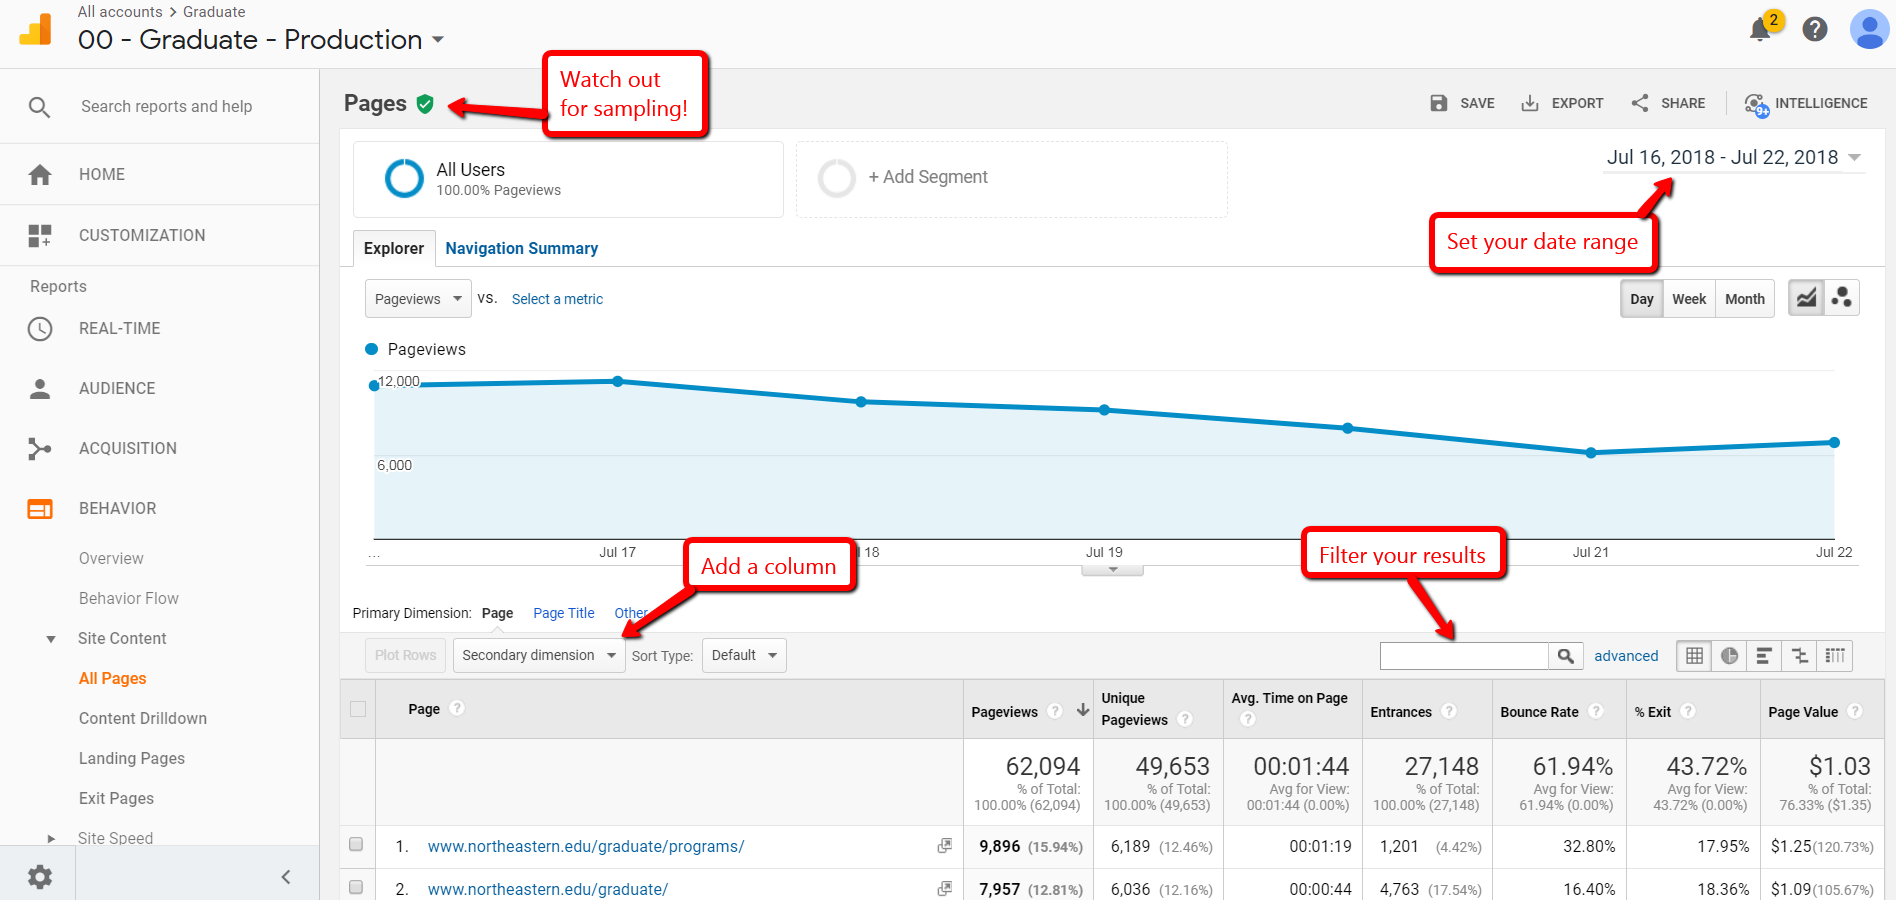 All accounts > Graduate
00 - Graduate - Production
2
Search reports and help
HOME
CUSTOMIZATION
Reports
REAL-TIME
AUDIENCE
ACQUISITION
BEHAVIOR
Overview
Behavior Flow
Site Content
All Pages
Content Drilldown
Landing Pages
Exit Pages
Site Speed
Pages
Watch out
for sampling!
SAVE
EXPORT
SHARE
9+
INTELLIGENCE
All Users
100.00% Pageviews
+ Add Segment
Jul 16, 2018 - Jul 22, 2018
Set your date range
Explorer
Navigation Summary
Pageviews
VS.
Select a metric
Day
Week
Month
Pageviews
12,000
6,000
...
Jul 17
18
Jul 19
Jul 21
Jul 22
Add a column
Filter your results
Primary Dimension:
Page
Page Title
Other
Plot Rows
Secondary dimension
Sort Type:
Default
advanced
Page ?
Pageviews ?
Unique
Pageviews ?
Avg. Time on Page
?
Entrances ?
Bounce Rate ?
% Exit ?
Page Value ?
62,094
% of Total:
100.00% (62,094)
49,653
% of Total:
100.00% (49,653)
00:01:44
Avg for View:
00:01:44 (0.00%)
27,148
% of Total:
100.00% (27,148)
61.94%
Avg for View:
61.94% (0.00%)
43.72%
Avg for View:
43.72% (0.00%)
$1.03
% of Total:
76.33% ($1.35)
1. www.northeastern.edu/graduate/programs/ 9,896 (15.94%) 6,189 (12.46%) 00:01:19 1,201 (4.42%) 32.80% 17.95% $1.25(120.73%)
2. www.northeastern.edu/graduate/ 7,957 (12.81%) 6,036 (12.16%) 00:00:44 4,763 (17.54%) 16.40% 18.36% $1.09(105.67%)